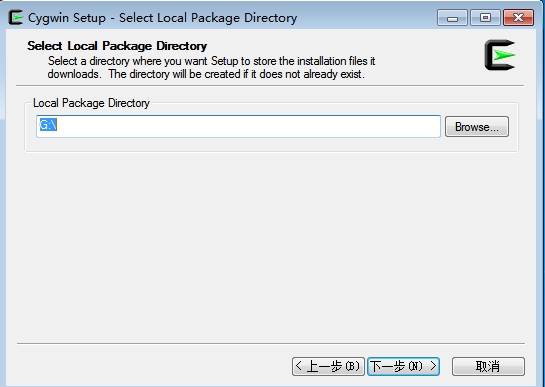 Cygwin Setup - Select Local Package Directory
Select Local Package Directory
Select a directory where you want Setup to store the installation files it
downloads. The directory will be created if it does not already exist.
Local Package Directory
G:\
Browse...
< 上一步(B)
下一步(N) >
取消